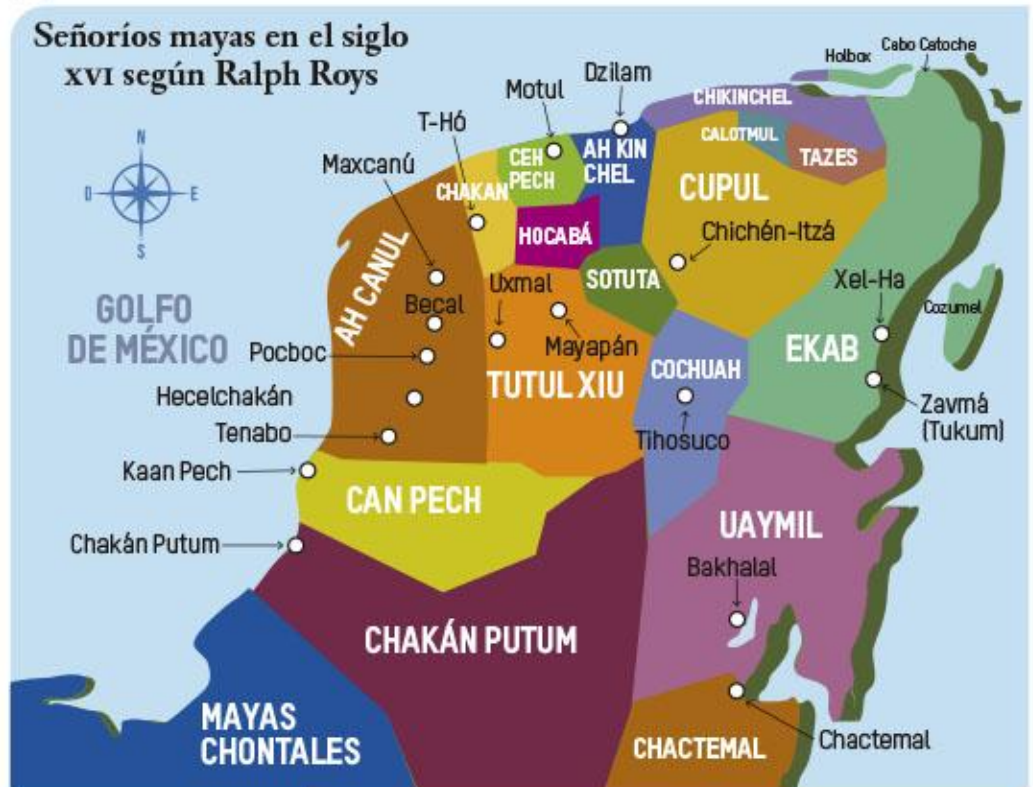 Señoríos mayas en el siglo
XVI según Ralph Roys
N
O
E
S
Holbox
Cabo Catoche
Dzilam
Motul
T-Hó
Maxcanú
CHIKINCHEL
CALOTMUL
TAZES
AH KIN
CHEL
CEH
PECH
CHAKAN
CUPUL
HOCABÁ
Chichén-Itzá
SOTUTA
AH CANUL
Uxmal
Xel-Ha
Cozumel
GOLFO
DE MÉXICO
Becal
Mayapán
EKAB
Pocboc
TUTUL XIU
COCHUAH
Hecelchakán
Zavmá
(Tukum)
Tenabo
Tihosuco
Kaan Pech
CAN PECH
UAYMIL
Chakán Putum
Bakhalal
CHAKÁN PUTUM
MAYAS
CHONTALES
CHACTEMAL
Chactemal